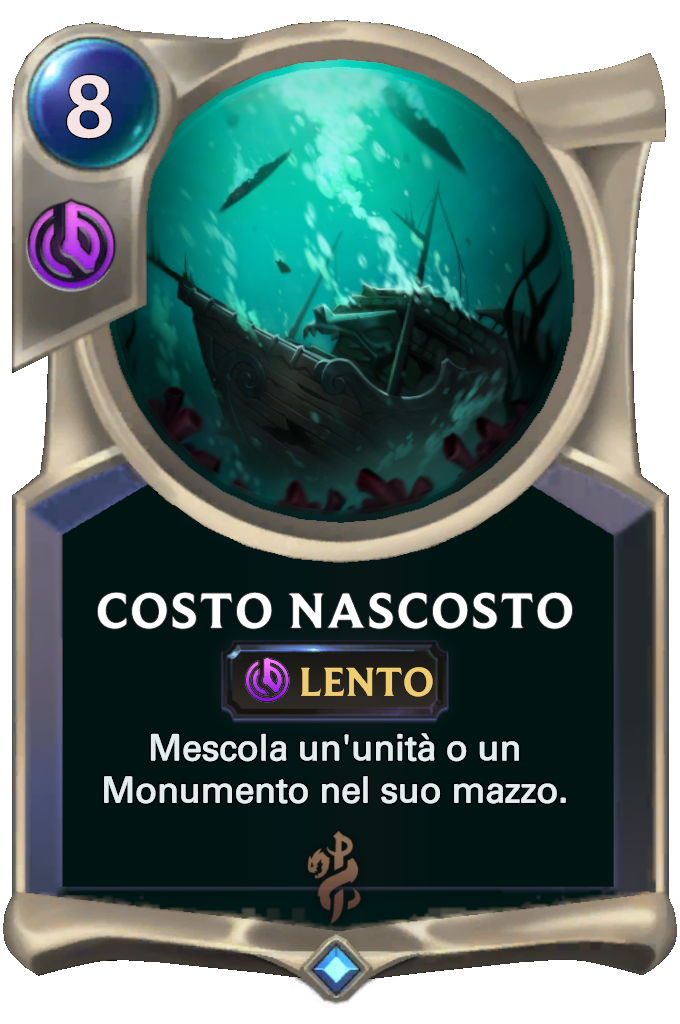 8
COSTO NASCOSTO
LENTO
Mescola un'unità o un
Monumento nel suo mazzo.